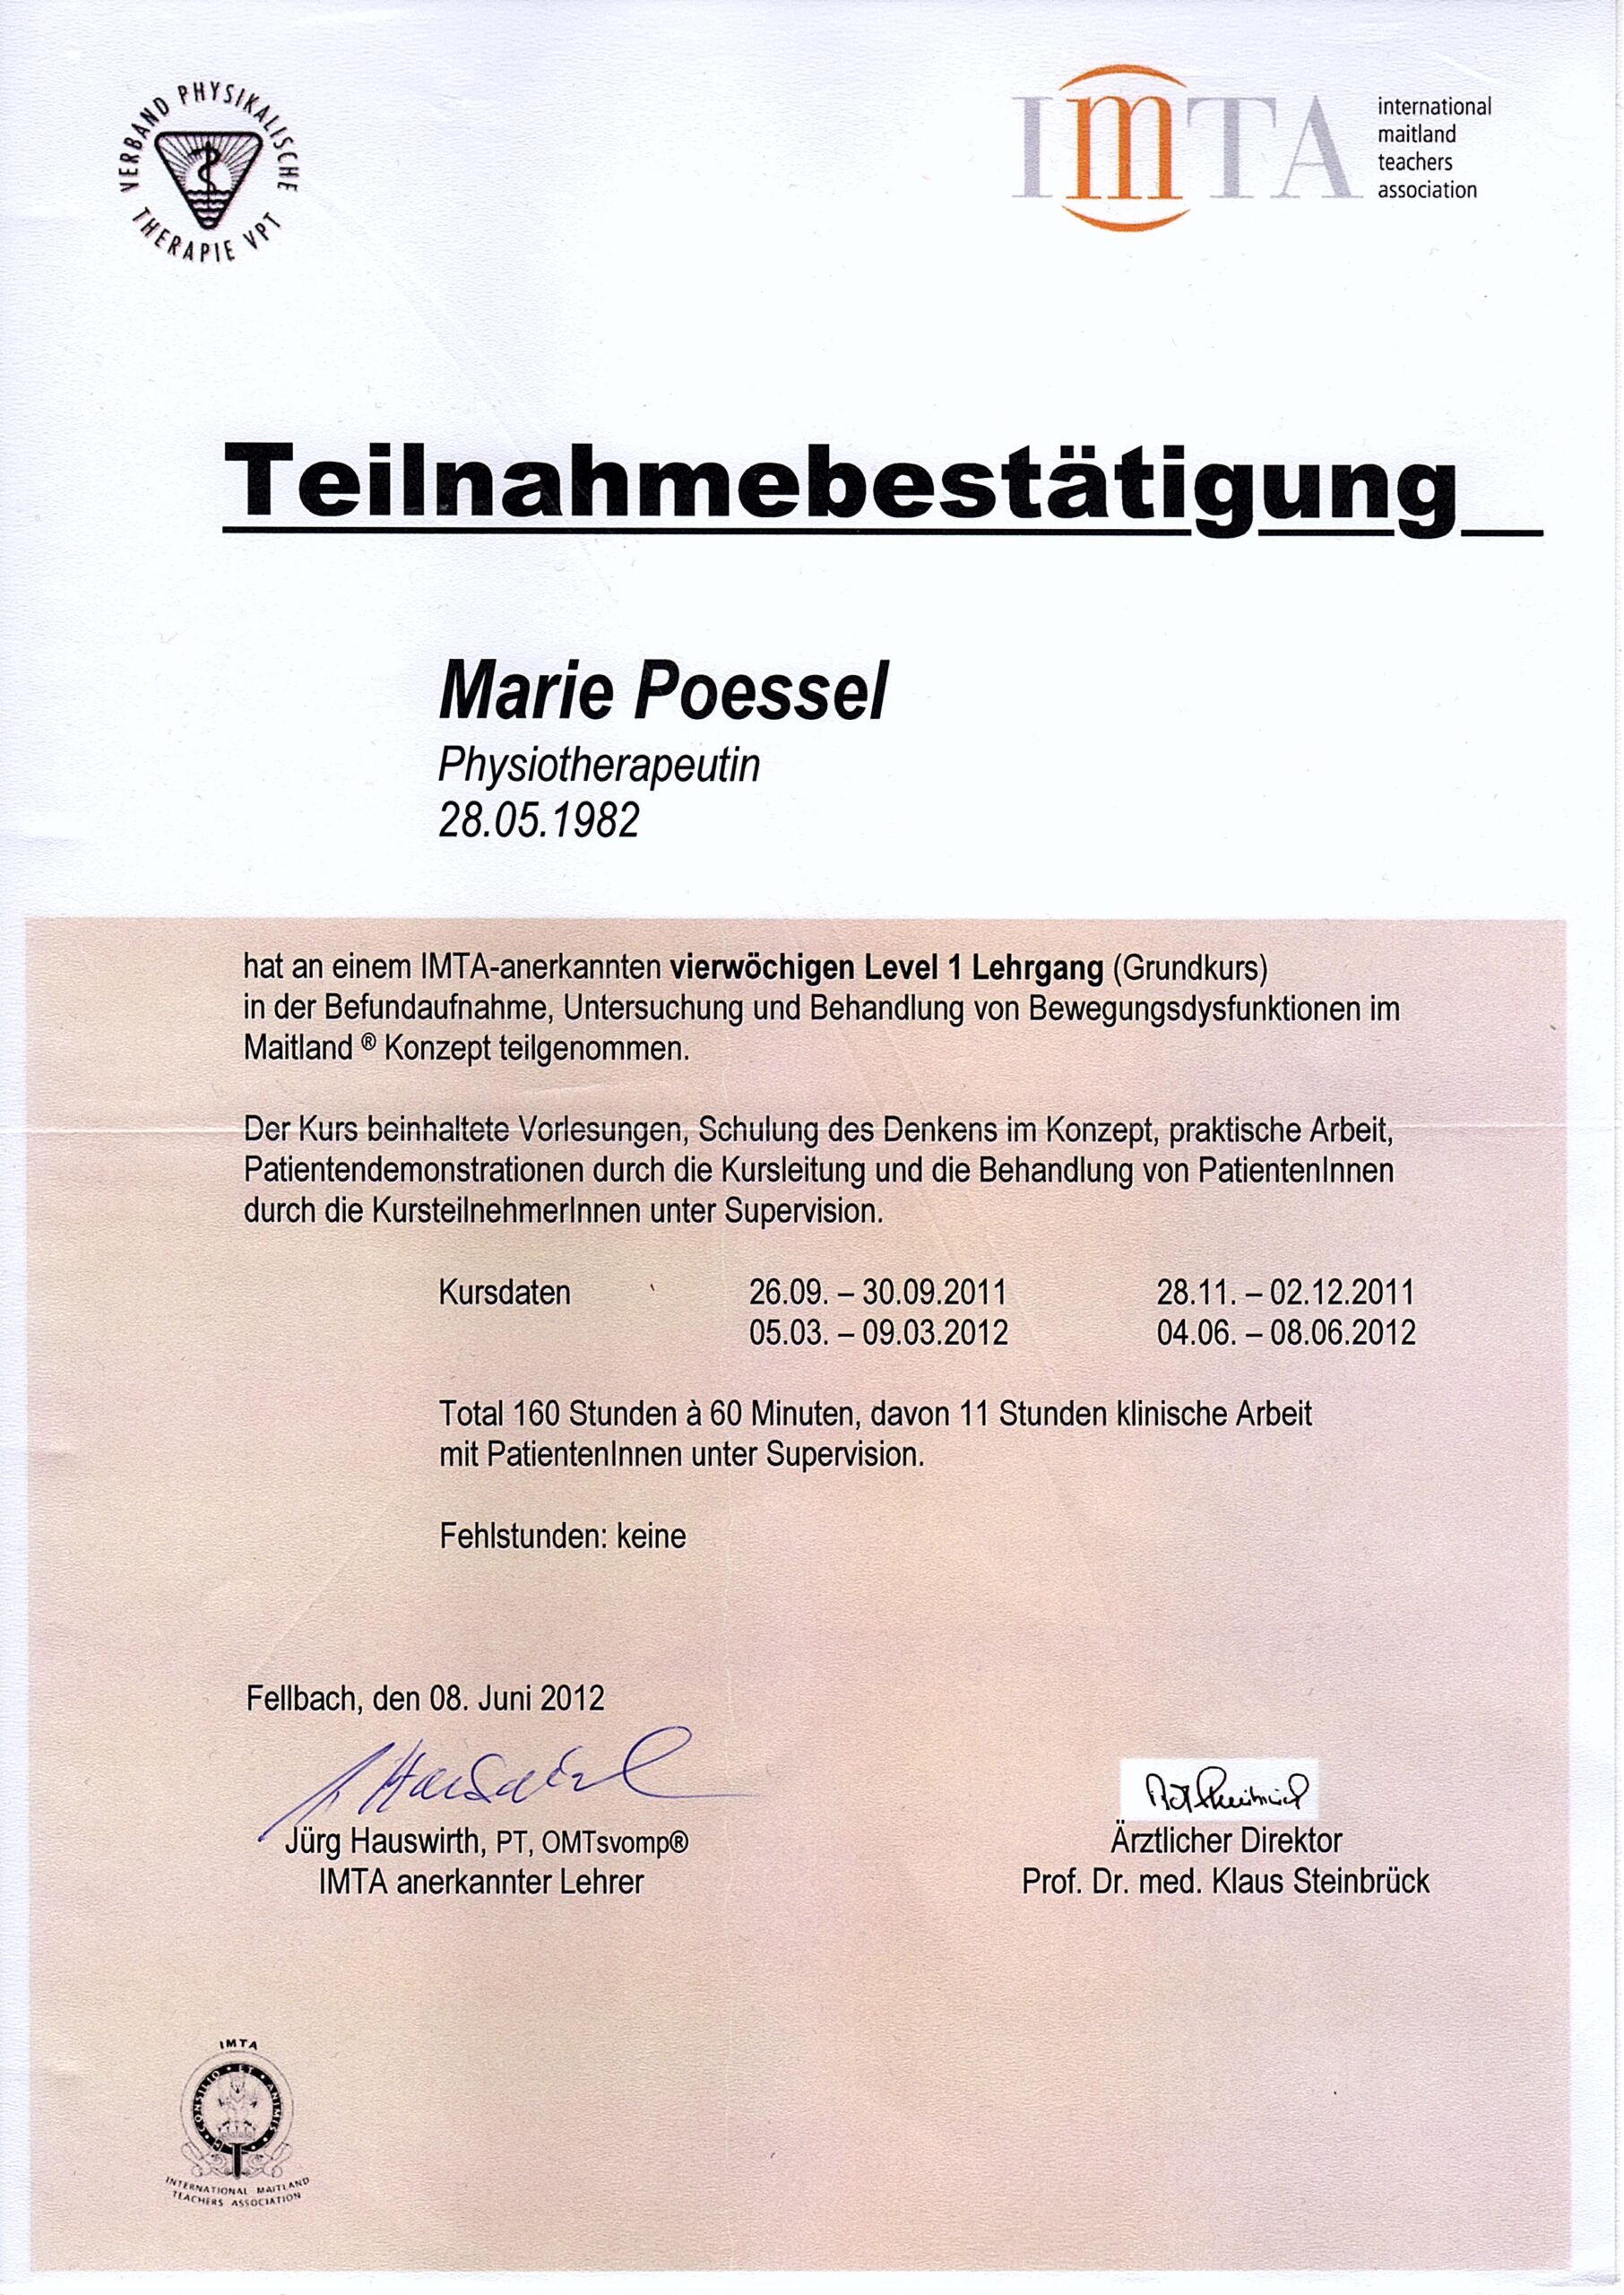 VERBAND PHYSIKALISCHE
THERAPIE VPT
IMTA
international
maitland
teachers
association
Teilnahmebestätigung
Marie Poessel
Physiotherapeutin
28.05.1982
hat an einem IMTA-anerkannten vierwöchigen Level 1 Lehrgang (Grundkurs)
in der Befundaufnahme, Untersuchung und Behandlung von Bewegungsdysfunktionen im
Maitland ® Konzept teilgenommen.
Der Kurs beinhaltete Vorlesungen, Schulung des Denkens im Konzept, praktische Arbeit,
Patientendemonstrationen durch die Kursleitung und die Behandlung von PatientenInnen
durch die KursteilnehmerInnen unter Supervision.
Kursdaten 26.09. – 30.09.2011 28.11. – 02.12.2011
05.03. – 09.03.2012 04.06. – 08.06.2012
Total 160 Stunden à 60 Minuten, davon 11 Stunden klinische Arbeit
mit PatientenInnen unter Supervision.
Fehlstunden: keine
Fellbach, den 08. Juni 2012
Jürg Hauswirth, PT, OMTsvomp®
IMTA anerkannter Lehrer
Ärztlicher Direktor
Prof. Dr. med. Klaus Steinbrück
IMTA
CONSILIO ET ANIMIS
INTERNATIONAL MAITLAND
TEACHERS ASSOCIATION